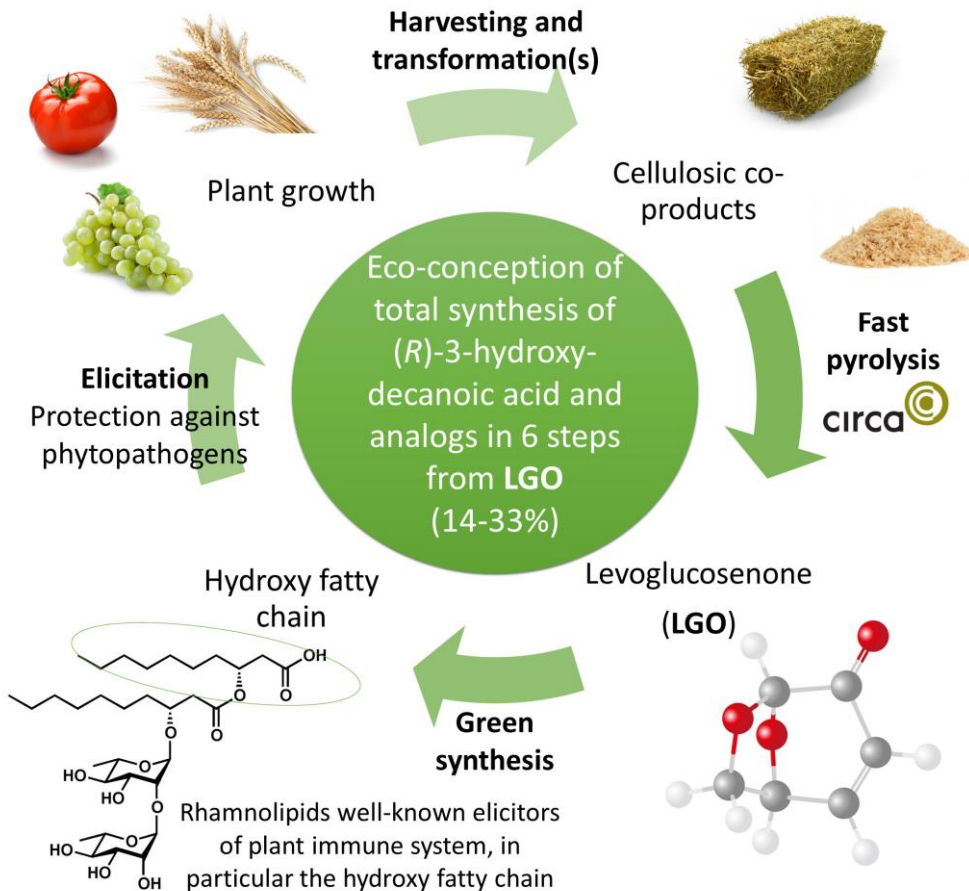 Harvesting and
transformation(s)
Plant growth
Cellulosic co-
products
Eco-conception of
total synthesis of
(R)-3-hydroxy-
decanoic acid and
analogs in 6 steps
from LGO
(14-33%)
Fast
pyrolysis
circa
Elicitation
Protection against
phytopathogens
Levoglucosenone
(LGO)
Hydroxy fatty
chain
OH
O
O
O
O
O
HO
HO
HO
O
O
HO
HO
HO
OH
Green
synthesis
Rhamnolipids well-known elicitors
of plant immune system, in
particular the hydroxy fatty chain